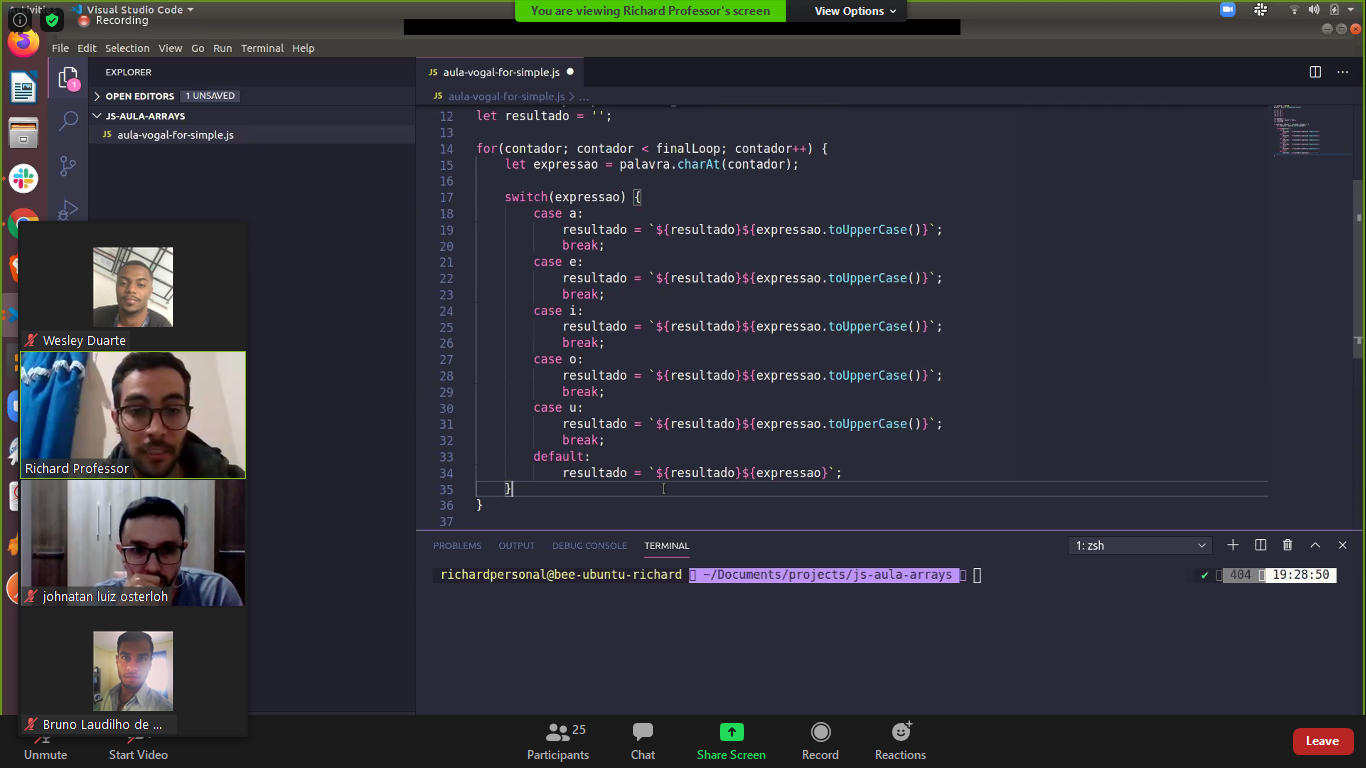 Activities
Visual Studio Code
Recording
You are viewing Richard Professor's screen
View Options
File Edit Selection View Go Run Terminal Help
EXPLORER
OPEN EDITORS 1 UNSAVED
JS-AULA-ARRAYS
JS aula-vogal-for-simple.js
1
JS aula-vogal-for-simple.js
JS aula-vogal-for-simple.js > ...
12 let resultado = '';
13
14 for(contador; contador < finalLoop; contador++) {
15 let expressao = palavra.charAt(contador);
16
17 switch(expressao) {
18 case a:
19 resultado = `${resultado}${expressao.toUpperCase()}`;
20 break;
21 case e:
22 resultado = `${resultado}${expressao.toUpperCase()}`;
23 break;
24 case i:
25 resultado = `${resultado}${expressao.toUpperCase()}`;
26 break;
27 case o:
28 resultado = `${resultado}${expressao.toUpperCase()}`;
29 break;
30 case u:
31 resultado = `${resultado}${expressao.toUpperCase()}`;
32 break;
33 default:
34 resultado = `${resultado}${expressao}`;
35 }
36 }
37
PROBLEMS OUTPUT DEBUG CONSOLE TERMINAL
1: zsh
richardpersonal@bee-ubuntu-richard ~/Documents/projects/js-aula-arrays
✔ 404 19:28:50
Wesley Duarte
Richard Professor
johnatan luiz osterloh
Bruno Laudilho de ...
Unmute
Start Video
25
Participants
Chat
Share Screen
Record
Reactions
Leave